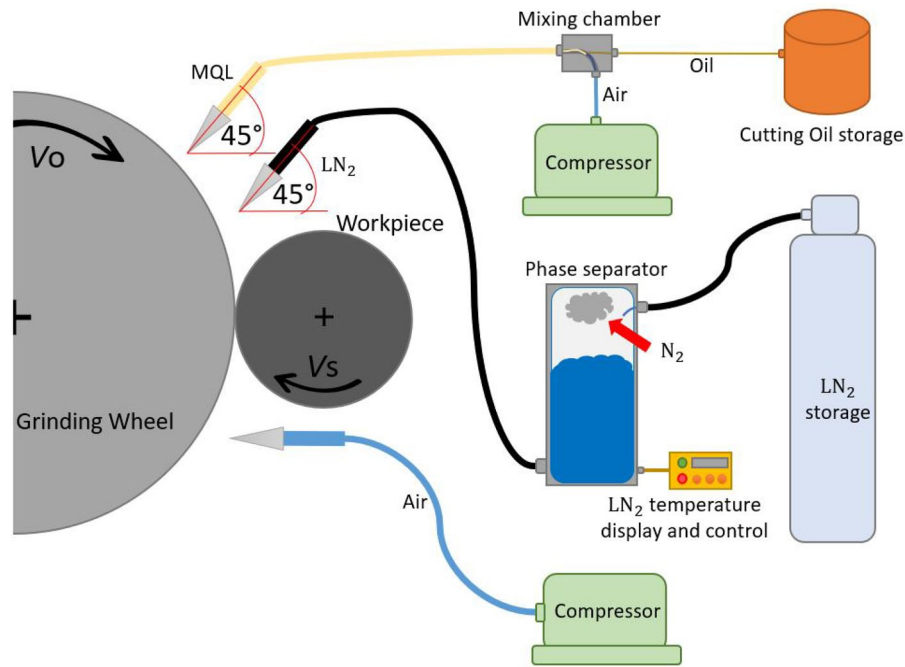 Mixing chamber
MQL
Oil
Air
45°
Cutting Oil storage
Vo
Compressor
LN₂
45°
Workpiece
Phase separator
N₂
Vs
LN₂
storage
Grinding Wheel
Air
LN₂ temperature
display and control
Compressor